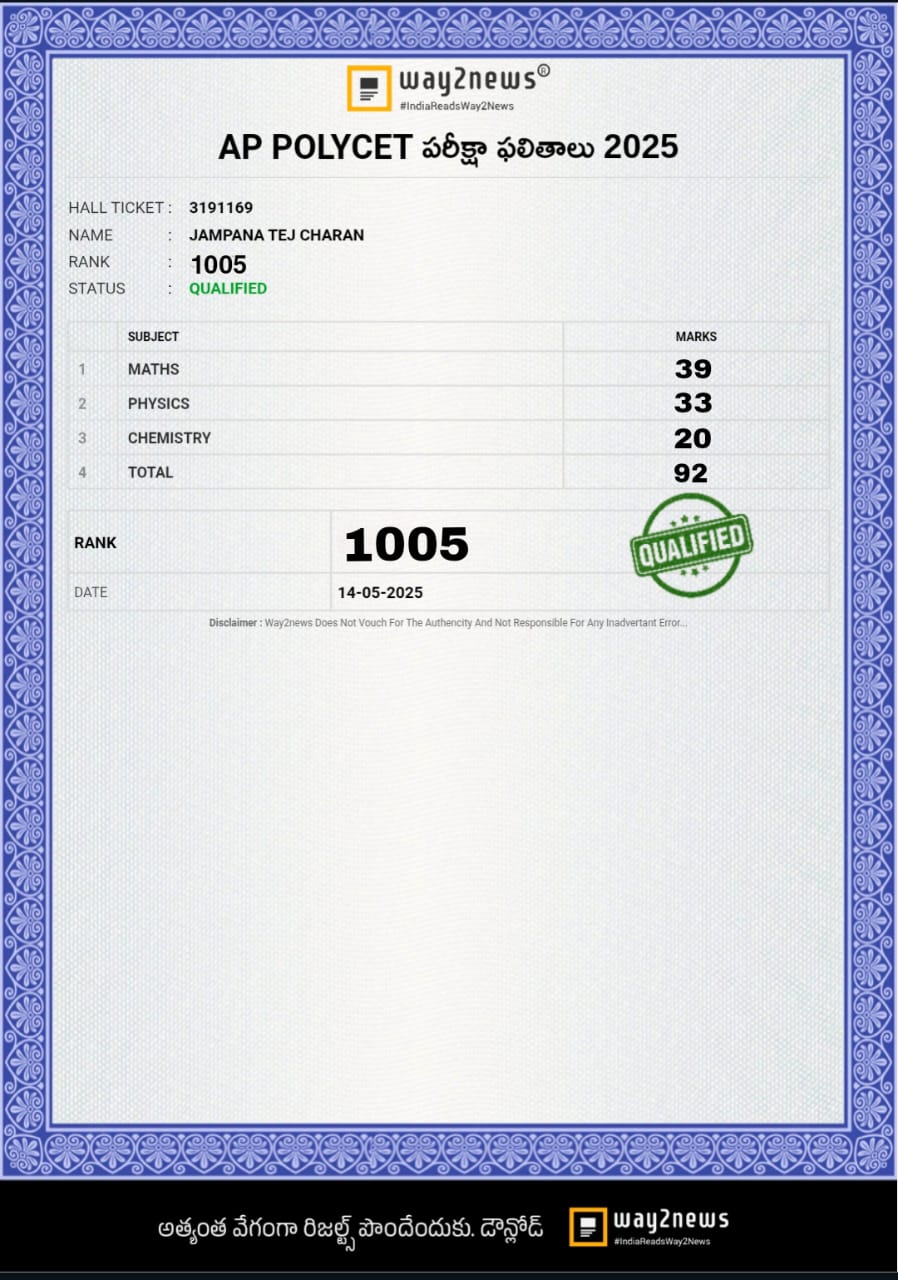 way2news®
#IndiaReadsWay2News
AP POLYCET పరీక్షా ఫలితాలు 2025
HALL TICKET : 3191169
NAME : JAMPANA TEJ CHARAN
RANK : 1005
STATUS : QUALIFIED
SUBJECT MARKS
1 MATHS 39
2 PHYSICS 33
3 CHEMISTRY 20
4 TOTAL 92
RANK 1005
QUALIFIED
DATE 14-05-2025
Disclaimer : Way2news Does Not Vouch For The Authencity And Not Responsible For Any Inadvertant Error...
అత్యంత వేగంగా రిజల్ట్స్ పొందేందుకు. డౌన్లోడ్ way2news
#IndiaReadsWay2News